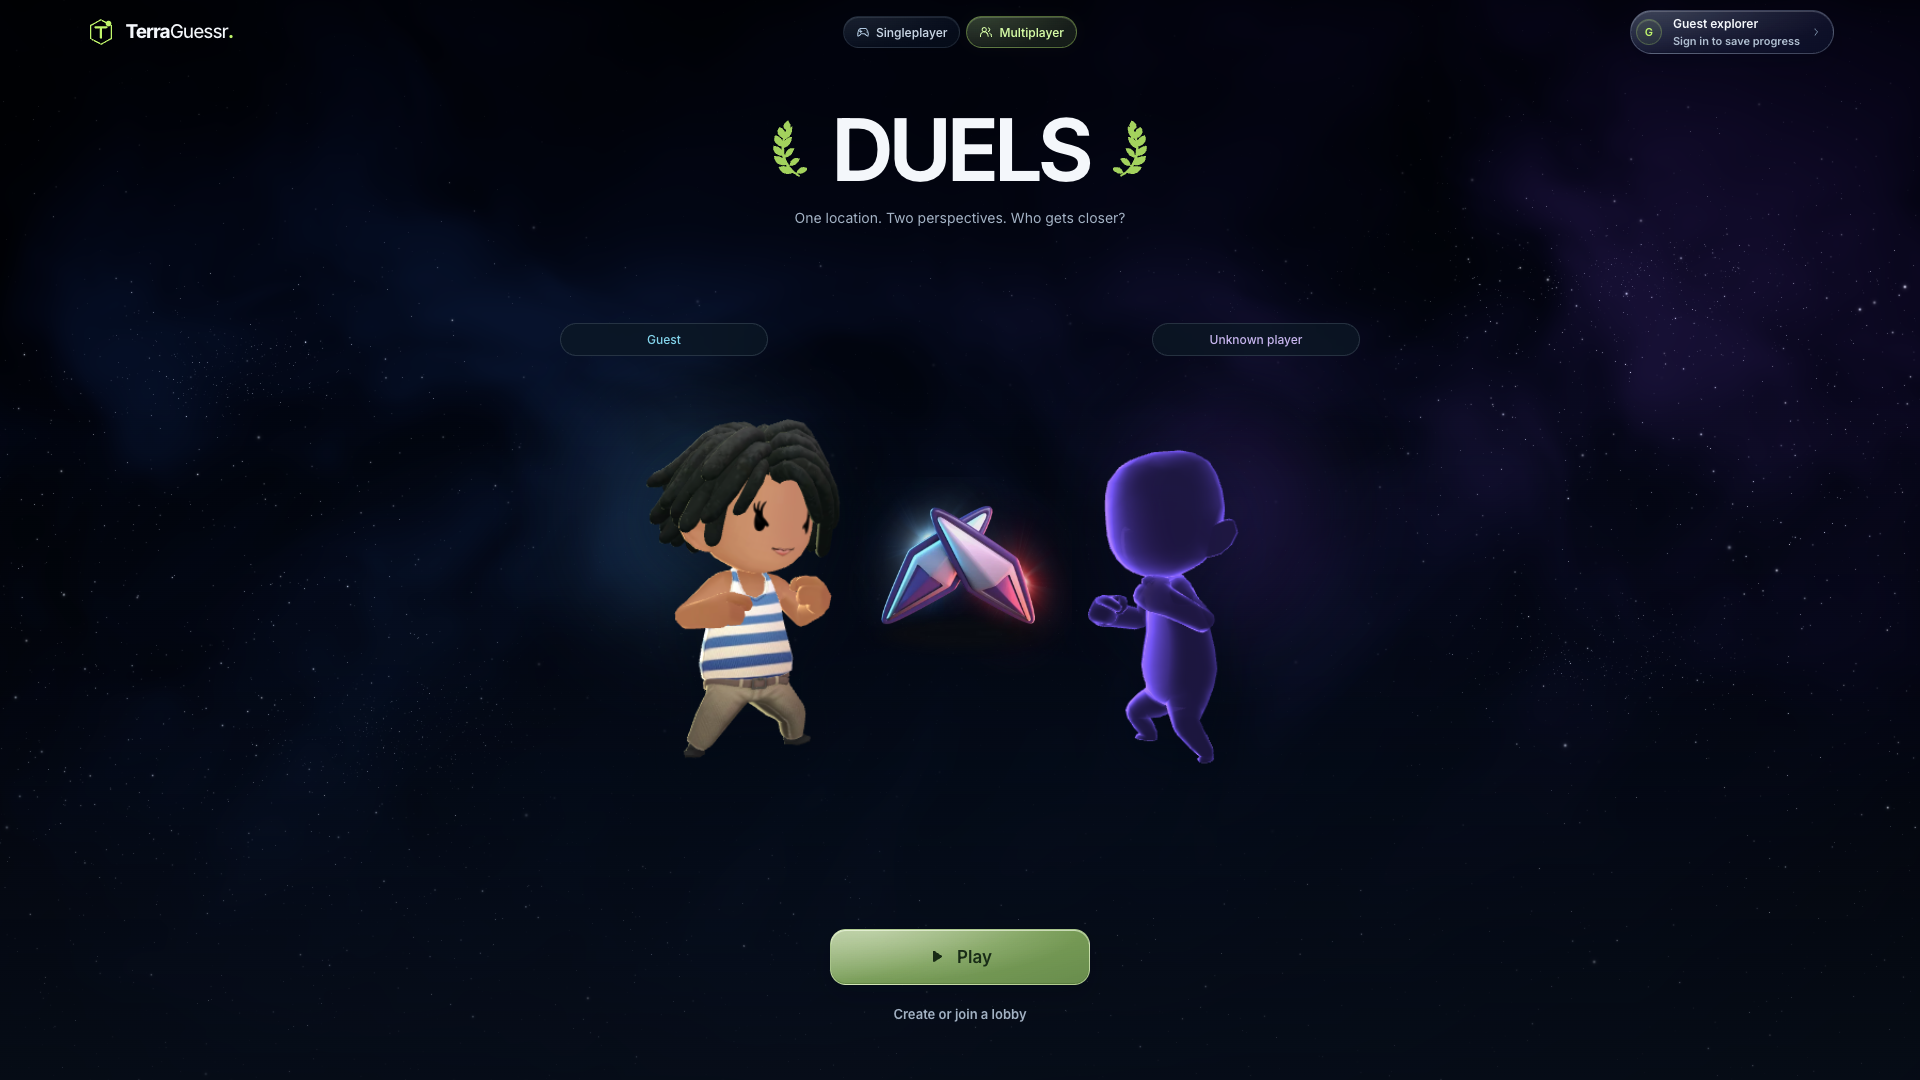 TerraGuessr.
Singleplayer
Multiplayer
G
Guest explorer
Sign in to save progress
DUELS
One location. Two perspectives. Who gets closer?
Guest
Unknown player
Play
Create or join a lobby